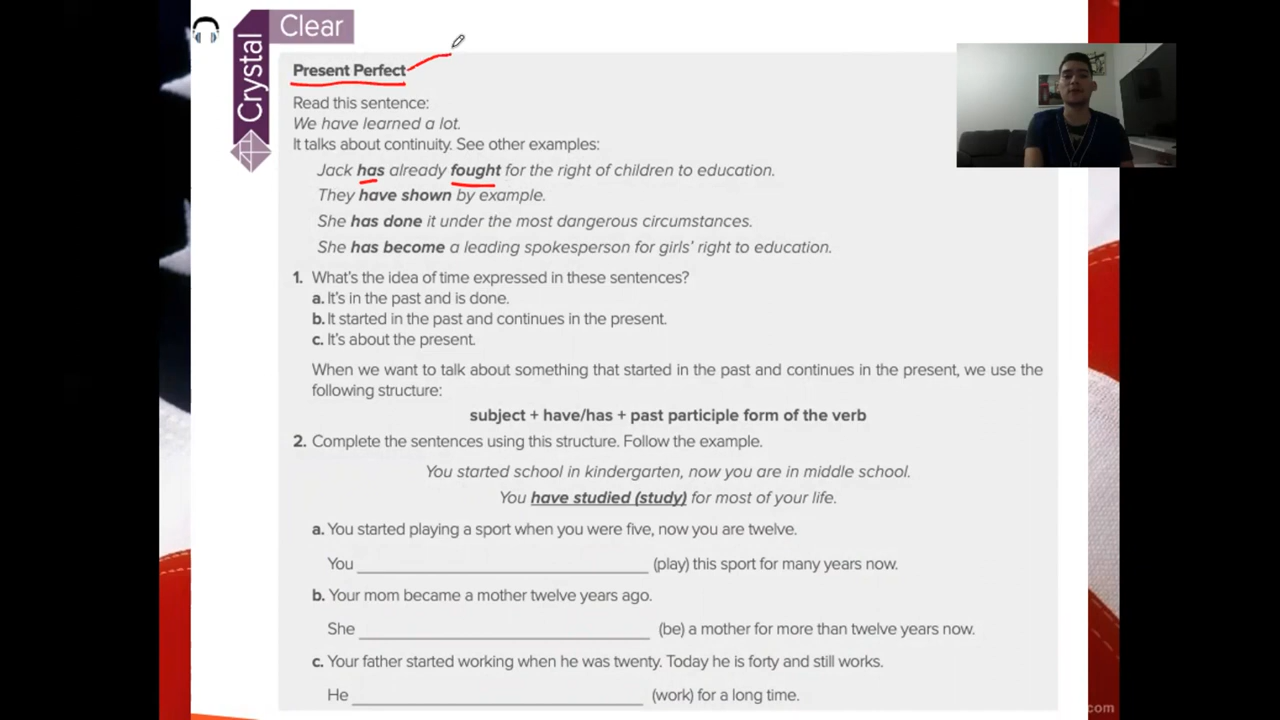 Crystal
Clear
Present Perfect
Read this sentence:
We have learned a lot.
It talks about continuity. See other examples:
Jack has already fought for the right of children to education.
They have shown by example.
She has done it under the most dangerous circumstances.
She has become a leading spokesperson for girls' right to education.
1. What's the idea of time expressed in these sentences?
a. It's in the past and is done.
b. It started in the past and continues in the present.
c. It's about the present.
When we want to talk about something that started in the past and continues in the present, we use the
following structure:
subject + have/has + past participle form of the verb
2. Complete the sentences using this structure. Follow the example.
You started school in kindergarten, now you are in middle school.
You have studied (study) for most of your life.
a. You started playing a sport when you were five, now you are twelve.
You ____ (play) this sport for many years now.
b. Your mom became a mother twelve years ago.
She ____ (be) a mother for more than twelve years now.
c. Your father started working when he was twenty. Today he is forty and still works.
He ____ (work) for a long time.
com